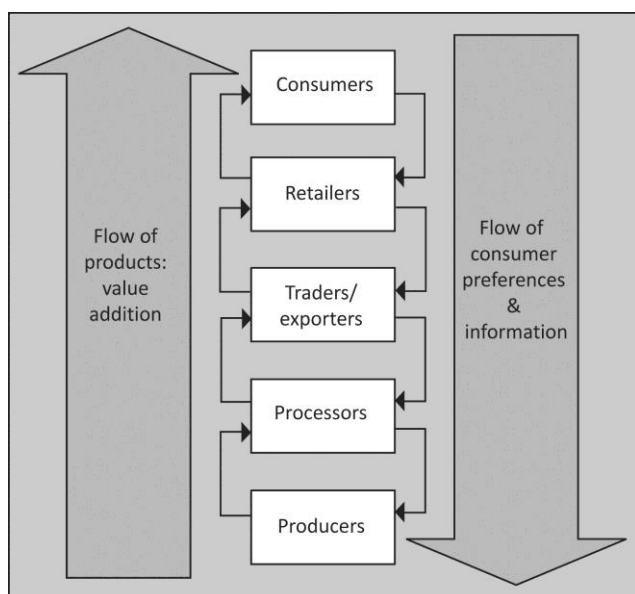 Consumers
Retailers
Traders/
exporters
Processors
Producers
Flow of
products:
value
addition
Flow of
consumer
preferences
&
information